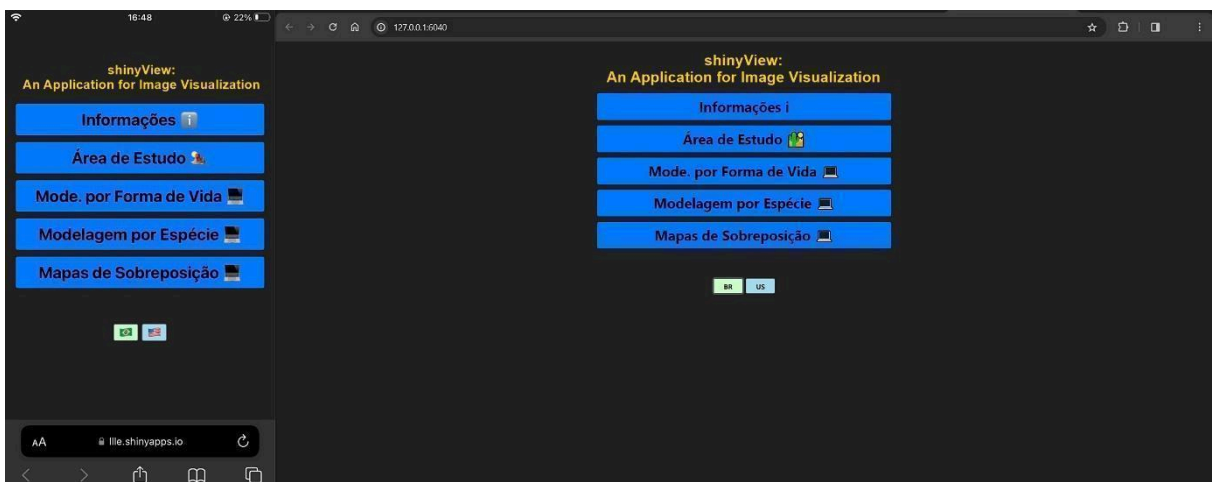 16:48
22%
shinyView:
An Application for Image Visualization
Informações ℹ️
Área de Estudo
Mode. por Forma de Vida 💻
Modelagem por Espécie 💻
Mapas de Sobreposição 💻
🇧🇷 🇺🇸
AA
llle.shinyapps.io
127.0.0.1:6040
shinyView:
An Application for Image Visualization
Informações i
Área de Estudo
Mode. por Forma de Vida 💻
Modelagem por Espécie 💻
Mapas de Sobreposição 💻
BR US